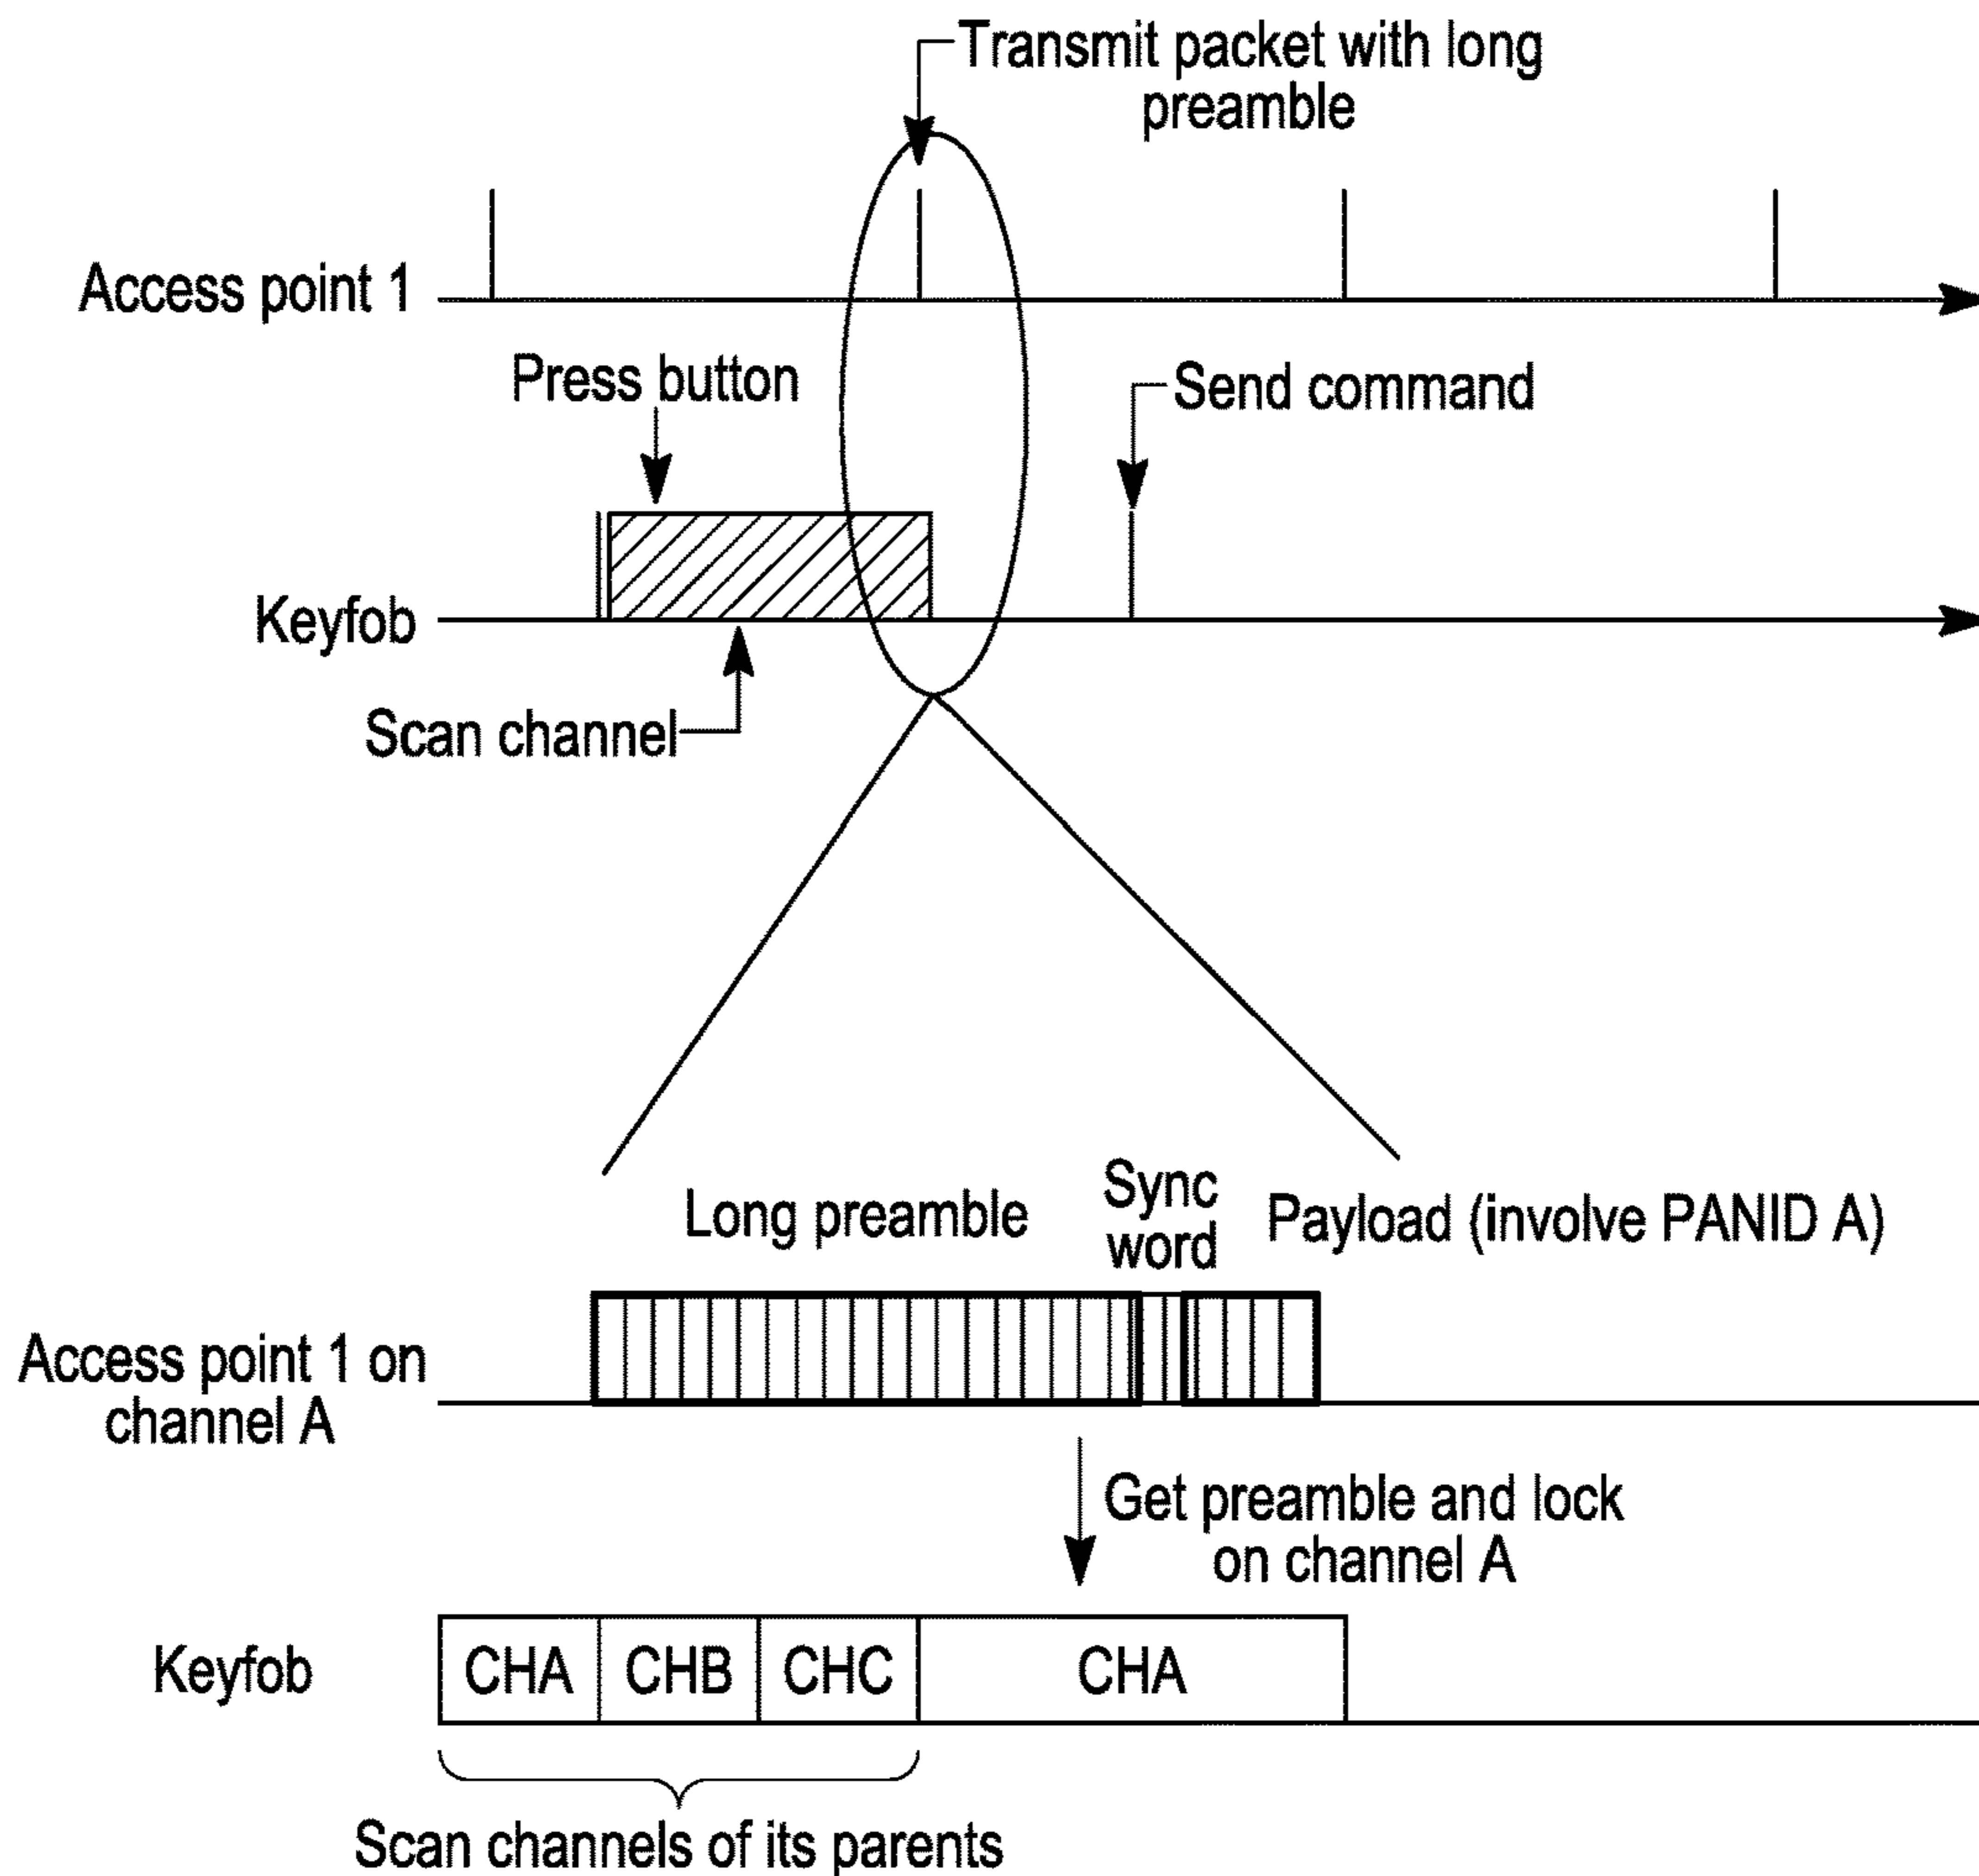 Transmit packet with long
preamble
Access point 1
Press button
Send command
Keyfob
Scan channel
Long preamble
Sync
word
Payload (involve PANID A)
Access point 1 on
channel A
Get preamble and lock
on channel A
Keyfob
CHA CHB CHC CHA
Scan channels of its parents